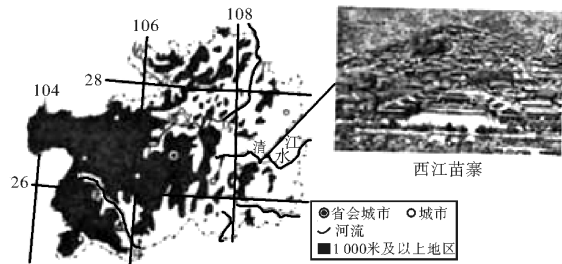 106
108
104
28
26
清
水
江
西江苗寨
◉省会城市 ○城市
河流
1 000米及以上地区